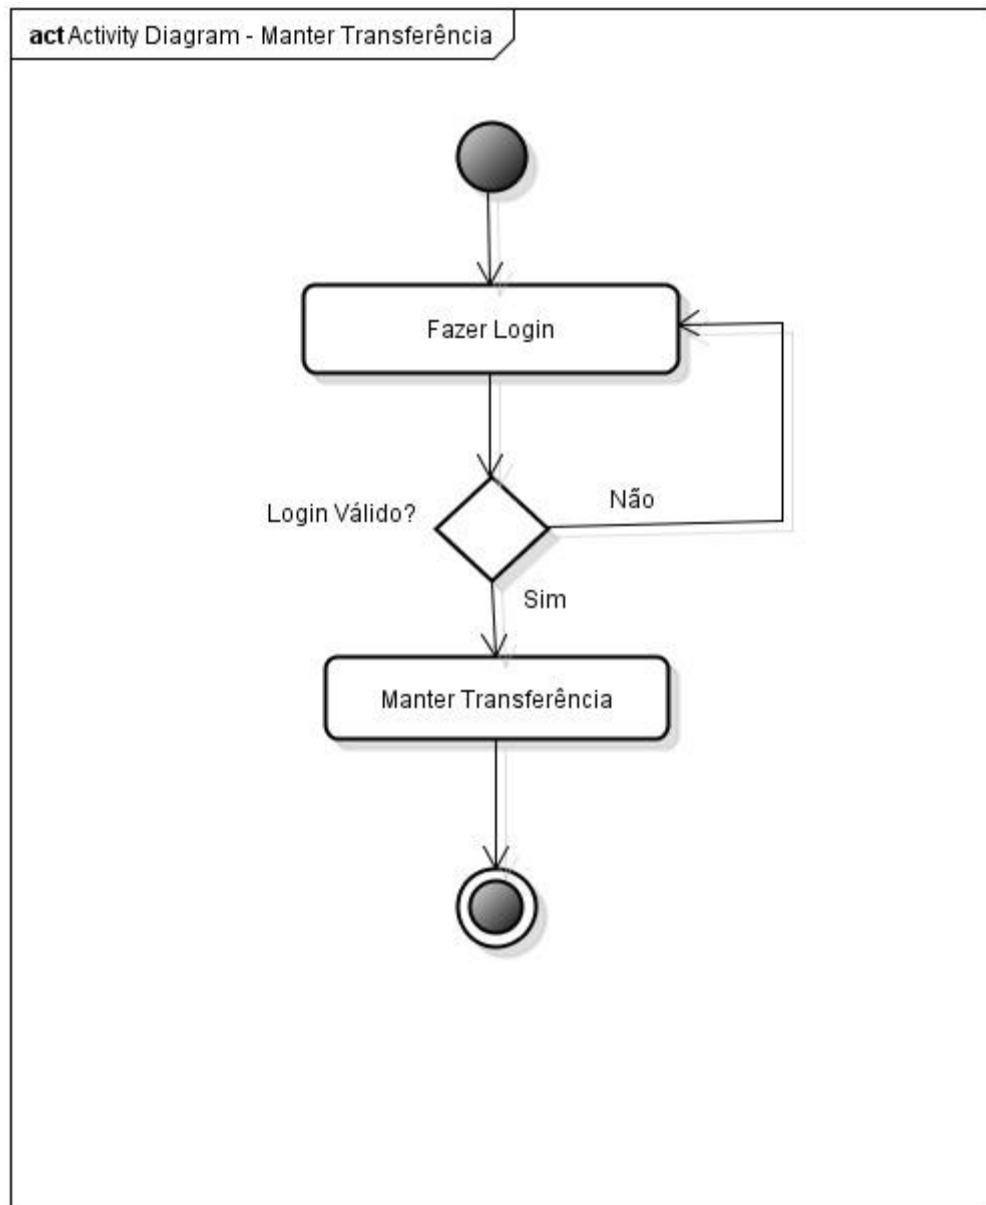 act Activity Diagram - Manter Transferência
Fazer Login
Login Válido?
Não
Sim
Manter Transferência